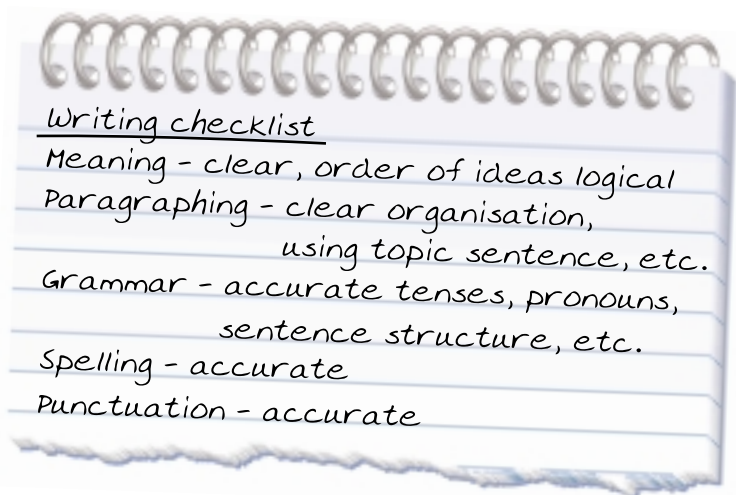 Writing checklist
Meaning - clear, order of ideas logical
Paragraphing - clear organisation,
using topic sentence, etc.
Grammar - accurate tenses, pronouns,
sentence structure, etc.
Spelling - accurate
Punctuation - accurate